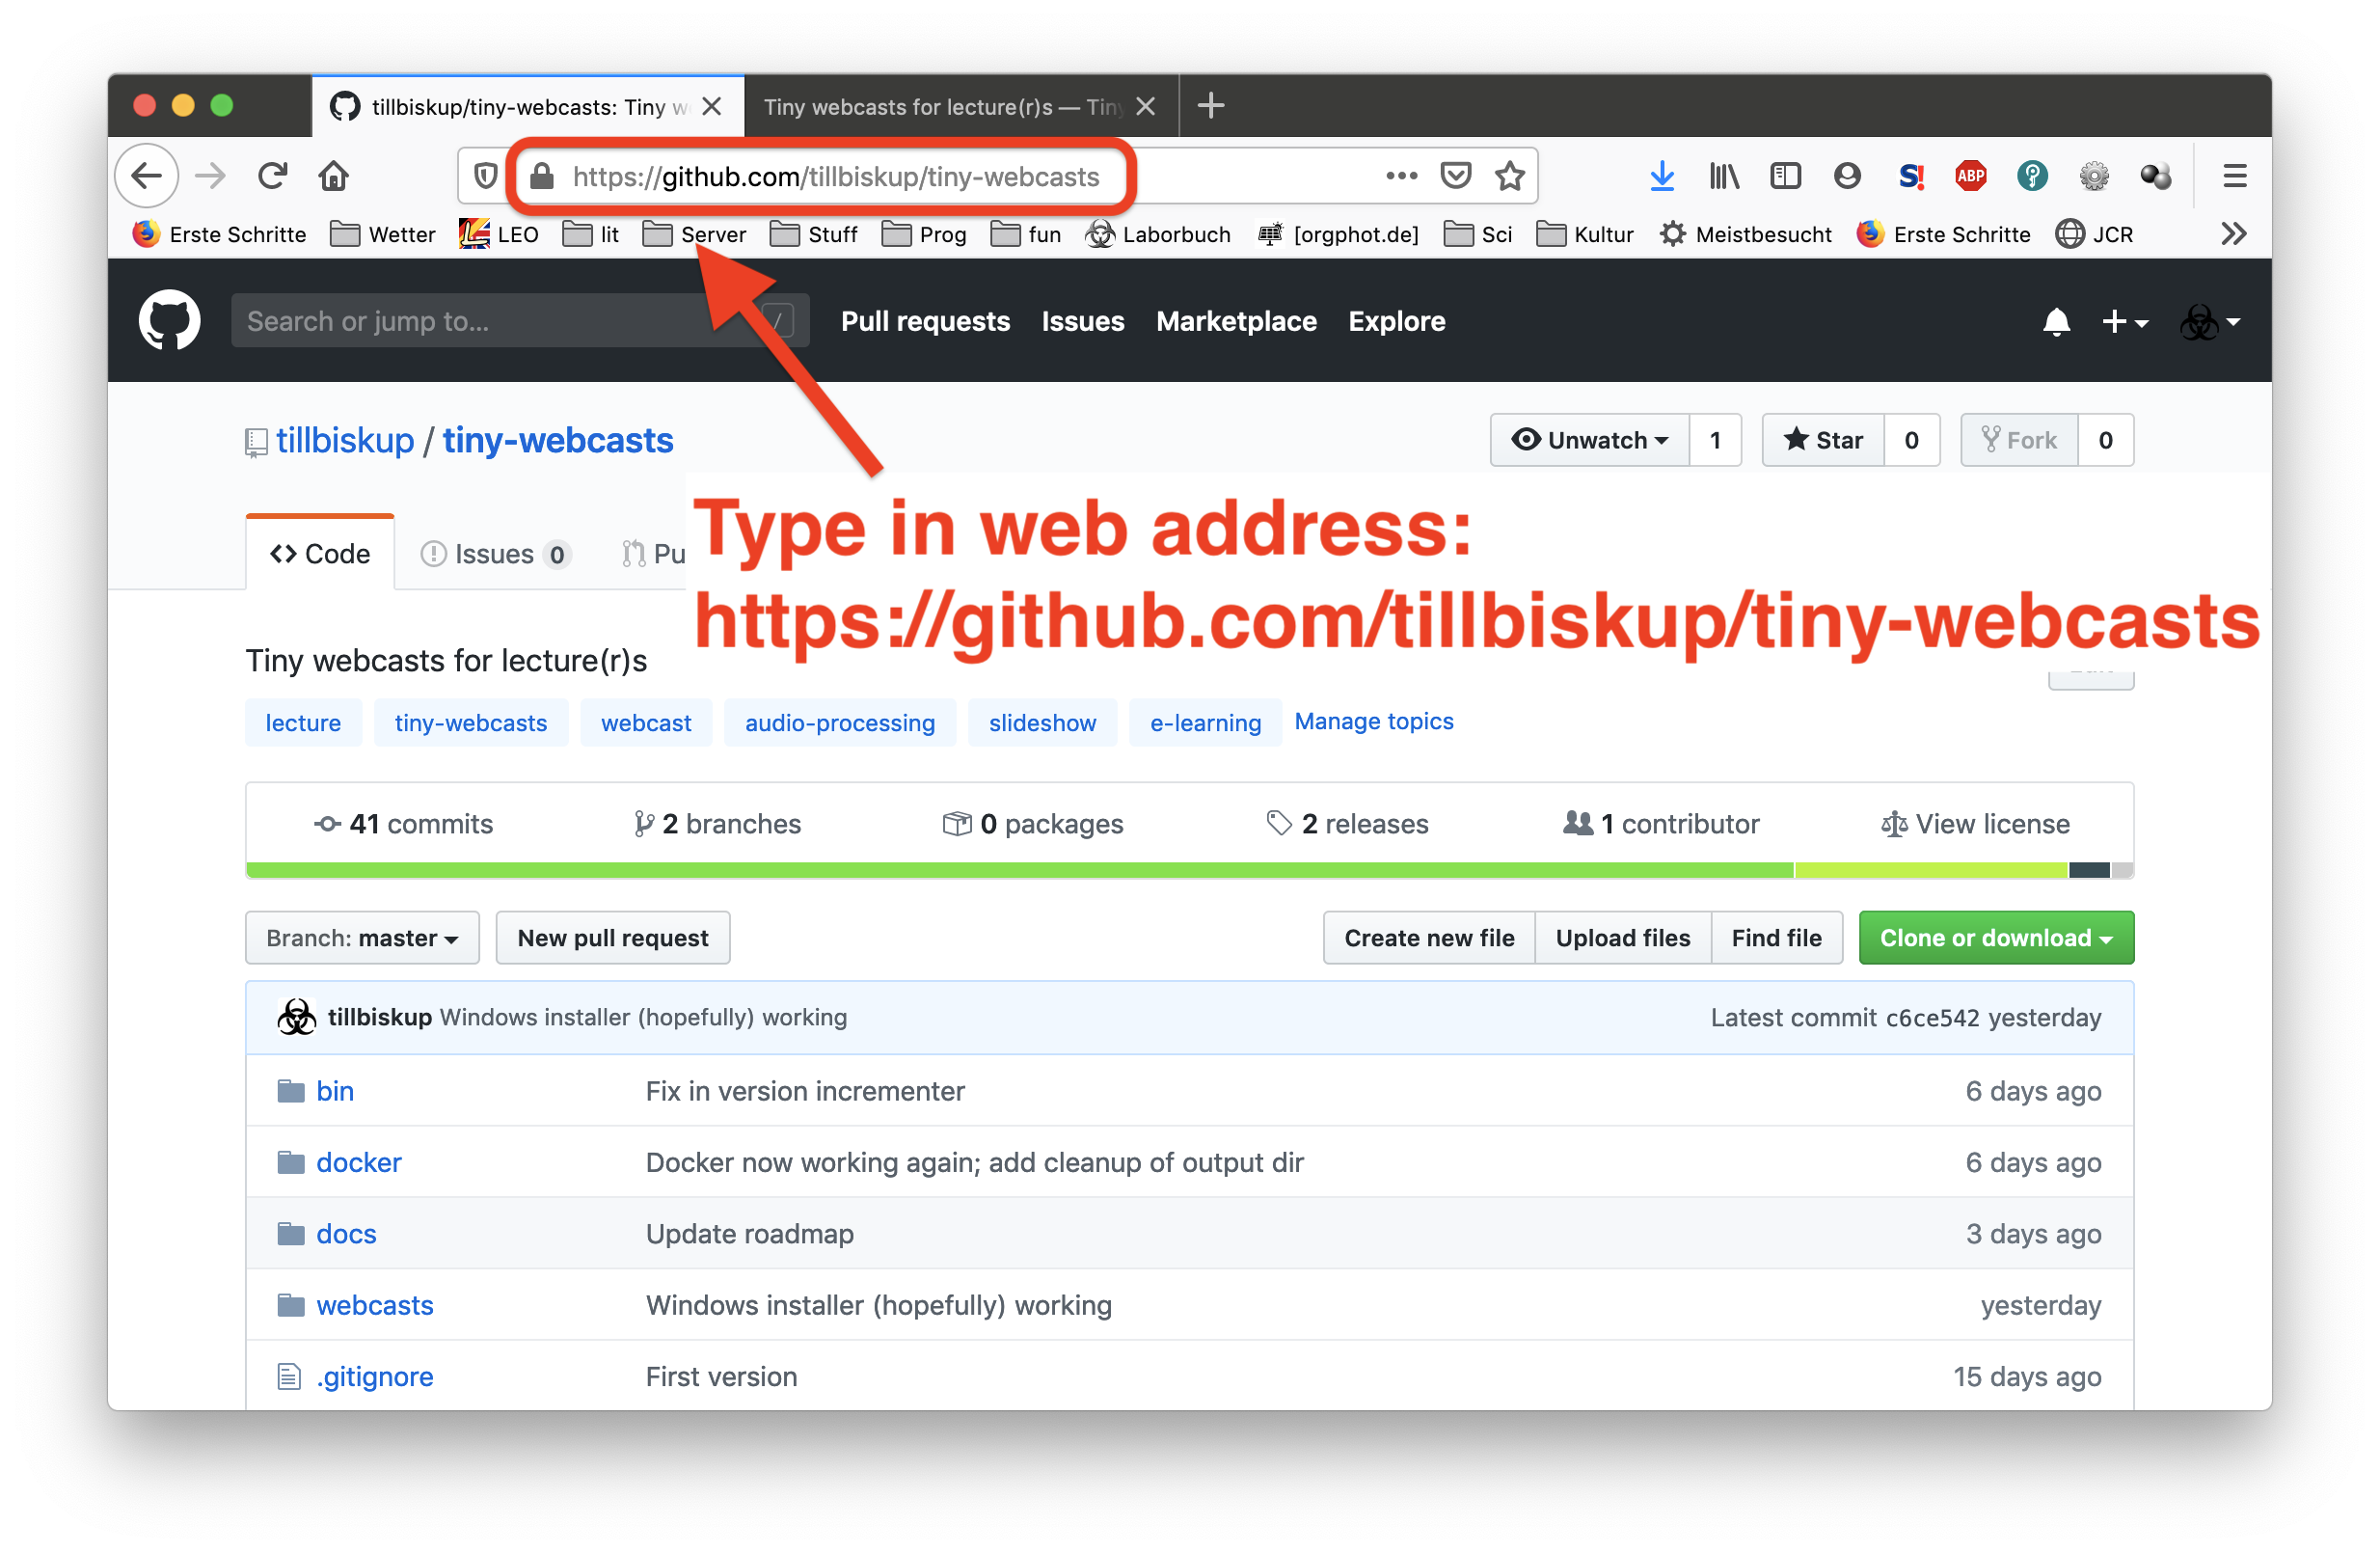 tillbiskup/tiny-webcasts: Tiny we
Tiny webcasts for lecture(r)s — Tiny
https://github.com/tillbiskup/tiny-webcasts
S! ABP
Erste Schritte Wetter LEO lit Server Stuff Prog fun Laborbuch [orgphot.de] Sci Kultur Meistbesucht Erste Schritte JCR
Search or jump to... / Pull requests Issues Marketplace Explore
tillbiskup / tiny-webcasts Unwatch 1 Star 0 Fork 0
Type in web address:
Code Issues 0 Pu
https://github.com/tillbiskup/tiny-webcasts
Tiny webcasts for lecture(r)s
lecture tiny-webcasts webcast audio-processing slideshow e-learning Manage topics
41 commits 2 branches 0 packages 2 releases 1 contributor View license
Branch: master New pull request Create new file Upload files Find file Clone or download
tillbiskup Windows installer (hopefully) working Latest commit c6ce542 yesterday
bin Fix in version incrementer 6 days ago
docker Docker now working again; add cleanup of output dir 6 days ago
docs Update roadmap 3 days ago
webcasts Windows installer (hopefully) working yesterday
.gitignore First version 15 days ago